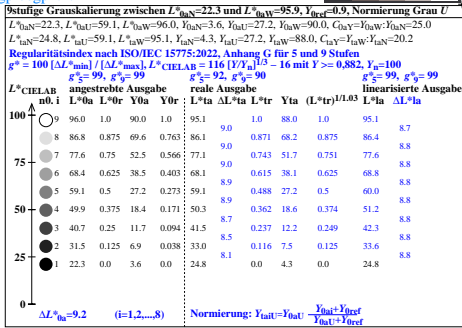 9stufige Graukalierung zwischen L*0aN=22.3 und L*0aW=95.9, Y0ref=0.9, Normierung Grau U
L*0aN=22.3, L*0aU=59.1, L*0aW=96.0, Y0aN=3.6, Y0aU=27.2, Y0aW=90.0, C0aY=Y0aW:Y0aN=25.0
L*taN=24.8, L*taU=59.1, L*taW=95.1, YtaN=4.3, YtaU=27.2, YtaW=88.0, CtaY=YtaW:YtaN=20.2
Regularitätsindex nach ISO/IEC 15775:2022, Anhang G für 5 und 9 Stufen
g* = 100 [ΔL*min] / [ΔL*max], L*CIELAB = 116 [Y/Yn]1/3 – 16 mit Y >= 0,882, Yn=100
g*5= 99, g*9= 99 g*5= 92, g*9= 90 g*5= 99, g*9= 99
L*CIELAB angestrebte Ausgabe reale Ausgabe linearisierte Ausgabe
n0. i L*0a L*0r Y0a Y0r L*ta ΔL*ta L*tr Yta (L*tr)1/1.03 L*la ΔL*la
9 96.0 1.0 90.0 1.0 95.1 1.0 88.0 1.0 95.1
100
9.0 8.7
8 86.8 0.875 69.6 0.763 86.1 0.871 68.2 0.875 86.4
9.0 8.8
7 77.6 0.75 52.5 0.566 77.1 0.743 51.7 0.751 77.6
75
9.0 8.8
6 68.4 0.625 38.5 0.403 68.1 0.615 38.1 0.625 68.8
9.0 8.8
5 59.1 0.5 27.2 0.273 59.1 0.488 27.2 0.5 60.0
8.9 8.8
50
4 49.9 0.375 18.4 0.171 50.3 0.362 18.6 0.374 51.2
8.7 8.8
3 40.7 0.25 11.7 0.094 41.5 0.237 12.2 0.249 42.3
8.5 8.8
2 31.5 0.125 6.9 0.038 33.0 0.116 7.5 0.125 33.6
25
8.1 8.8
1 22.3 0.0 3.6 0.0 24.8 0.0 4.3 0.0 24.8
0
ΔL*0a=9.2 (i=1,2,...,8) Normierung: YtaiU=Y0aU Y0ai+Y0ref
Y0aU+Y0ref